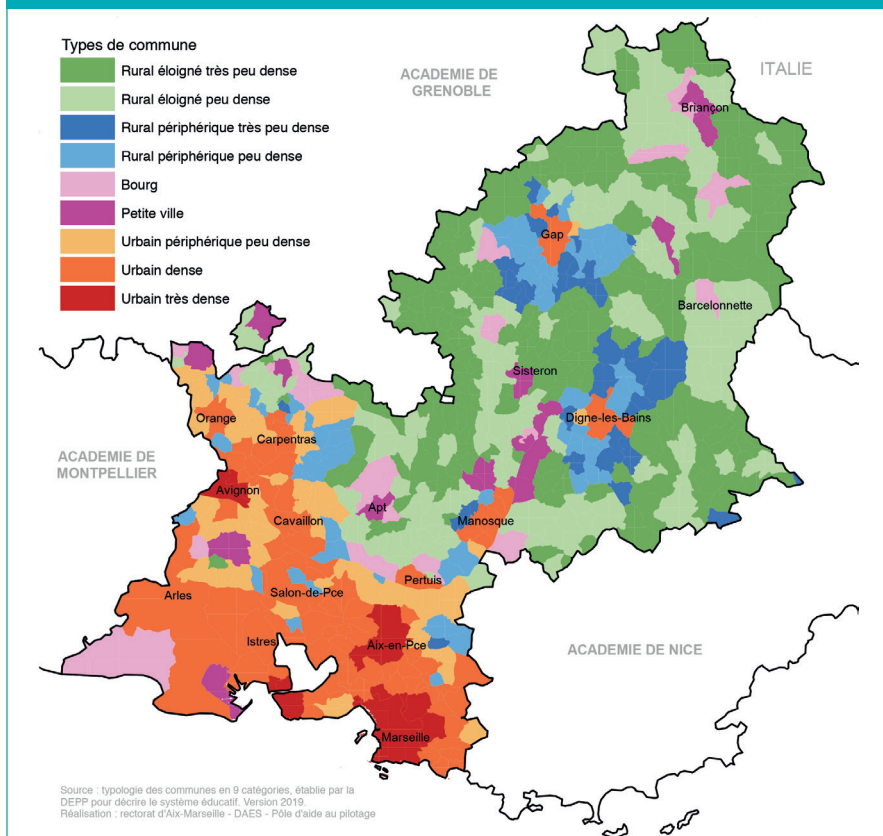 Types de commune
Rural éloigné très peu dense
Rural éloigné peu dense
Rural périphérique très peu dense
Rural périphérique peu dense
Bourg
Petite ville
Urbain périphérique peu dense
Urbain dense
Urbain très dense
ACADEMIE DE
GRENOBLE
ITALIE
Briançon
Gap
Barcelonnette
Sisteron
Digne-les-Bains
Orange
Carpentras
ACADEMIE DE
MONTPELLIER
Avignon
Apt
Cavaillon
Manosque
Pertuis
Arles
Salon-de-Pce
Istres
Aix-en-Pce
ACADEMIE DE NICE
Marseille
Source : typologie des communes en 9 catégories, établie par la
DEPP pour décrire le système éducatif. Version 2019.
Réalisation : rectorat d'Aix-Marseille - DAES - Pôle d'aide au pilotage